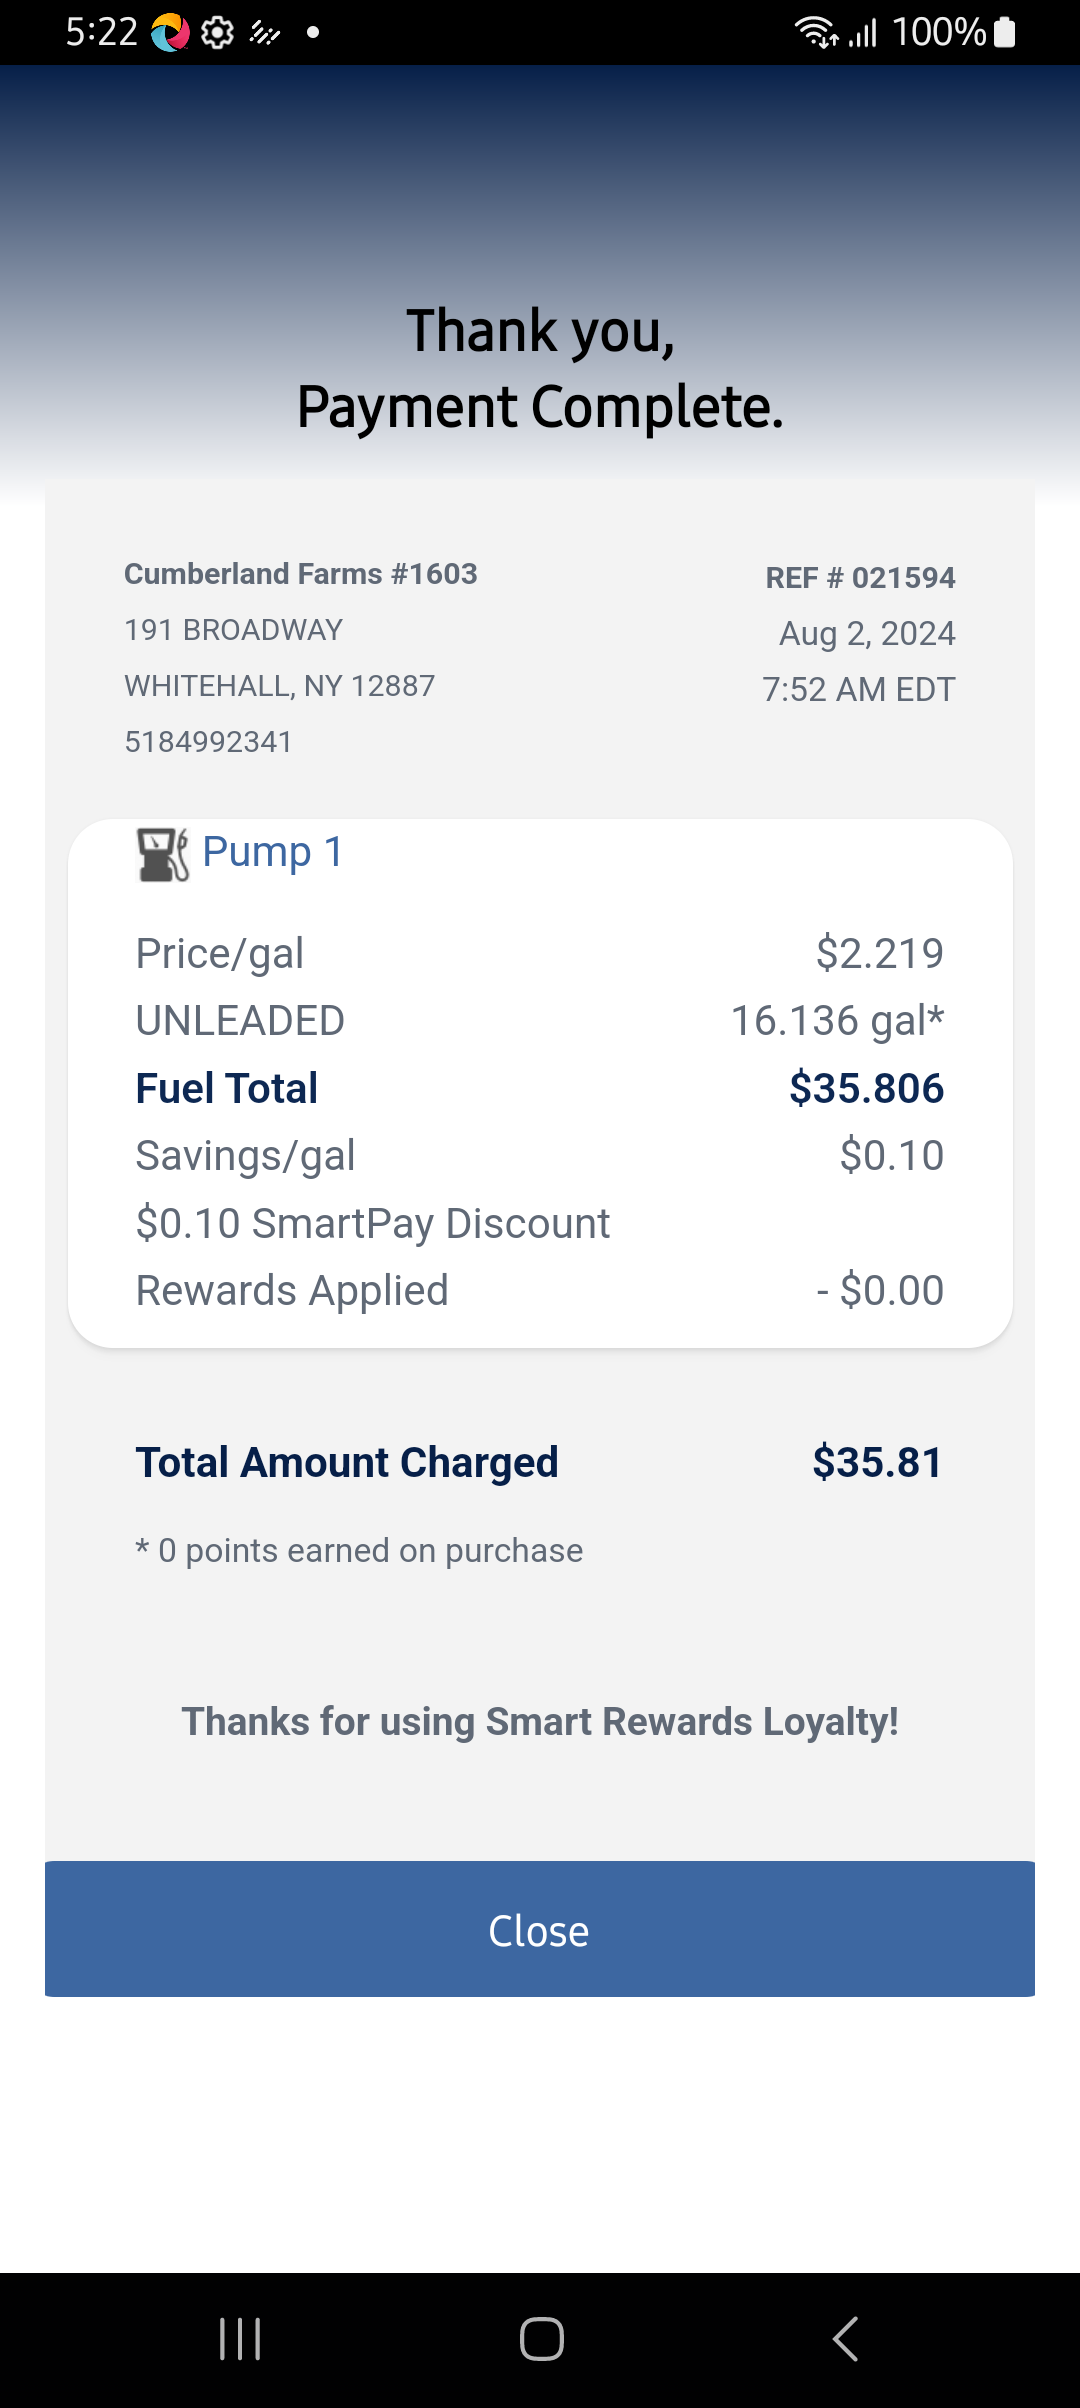 5:22 100%
Thank you,
Payment Complete.
Cumberland Farms #1603
191 BROADWAY
WHITEHALL, NY 12887
5184992341
REF # 021594
Aug 2, 2024
7:52 AM EDT
Pump 1
Price/gal $2.219
UNLEADED 16.136 gal*
Fuel Total $35.806
Savings/gal $0.10
$0.10 SmartPay Discount
Rewards Applied - $0.00
Total Amount Charged $35.81
* 0 points earned on purchase
Thanks for using Smart Rewards Loyalty!
Close